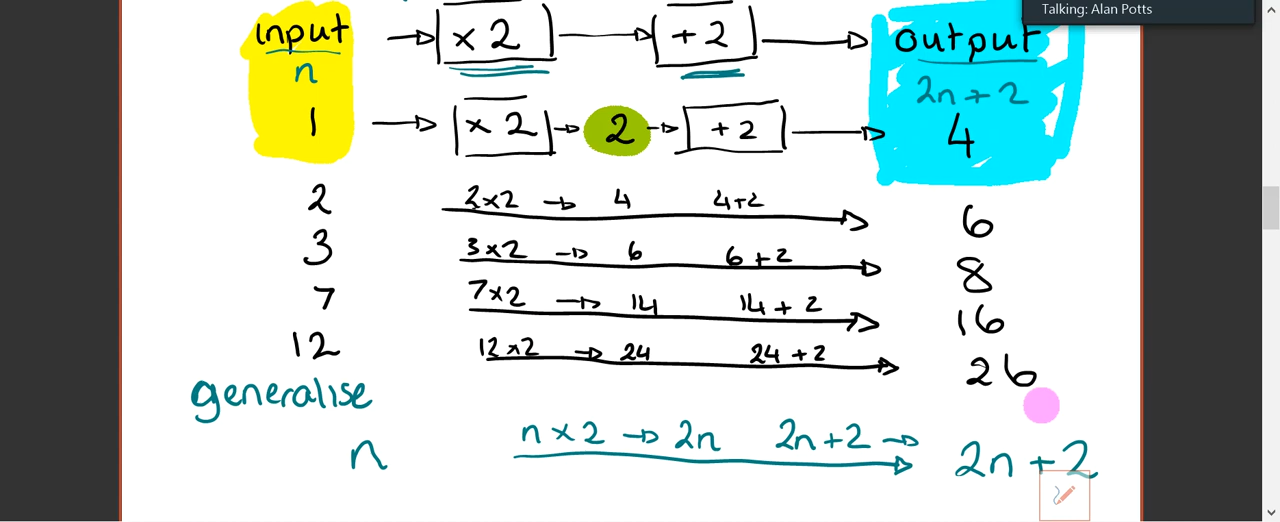 Talking: Alan Potts
input → × 2 → + 2 → output
n 2n + 2
1 → × 2 → 2 → + 2 → 4
2 2×2 → 4 4+2 6
3 3×2 → 6 6+2 8
7 7×2 → 14 14 + 2 16
12 12×2 → 24 24 + 2 26
generalise
n n × 2 → 2n 2n+2 → 2n + 2